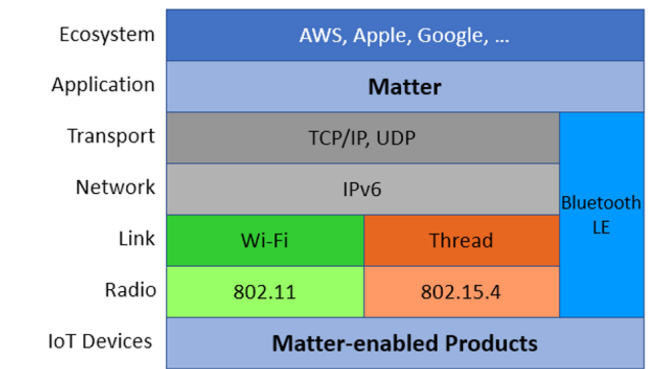 Ecosystem
AWS, Apple, Google, ...
Application
Matter
Transport
TCP/IP, UDP
Network
IPv6
Bluetooth
LE
Link
Wi-Fi
Thread
Radio
802.11
802.15.4
IoT Devices
Matter-enabled Products